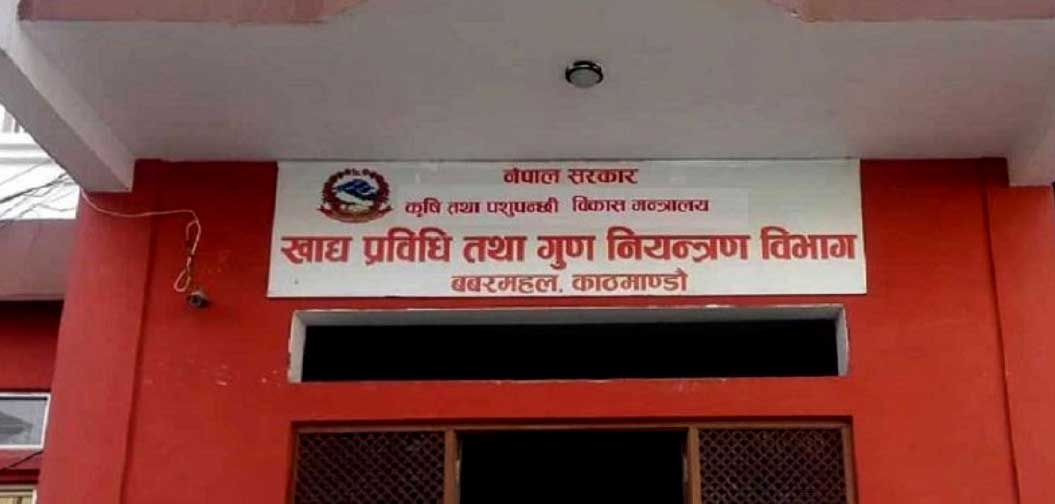 नेपाल सरकार
कृषि तथा पशुपन्छी विकास मन्त्रालय
खाद्य प्रविधि तथा गुण नियन्त्रण विभाग
बबरमहल, काठमाण्डौ